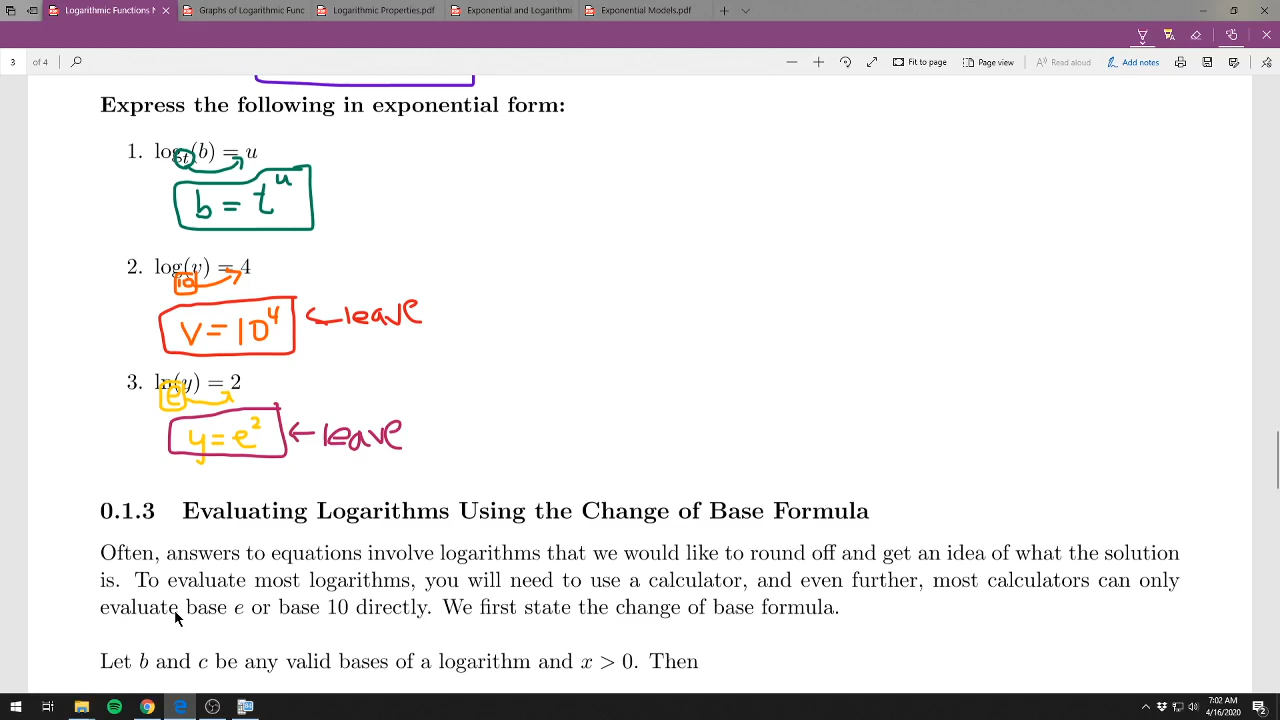 Logarithmic Functions N
Graphs of Logarithmic Func
Logarithmic Properties.pdf
Exponential and Logarithmi
Exponential Models.pdf
3 of 4
Fit to page
Page view
Read aloud
Add notes
Express the following in exponential form:
1. log_t(b) = u
b = t^u
2. log(v) = 4
10
v = 10^4 ← leave
3. ln(y) = 2
e
y = e^2 ← leave
0.1.3 Evaluating Logarithms Using the Change of Base Formula
Often, answers to equations involve logarithms that we would like to round off and get an idea of what the solution
is. To evaluate most logarithms, you will need to use a calculator, and even further, most calculators can only
evaluate base e or base 10 directly. We first state the change of base formula.
Let b and c be any valid bases of a logarithm and x > 0. Then
7:02 AM
4/16/2020